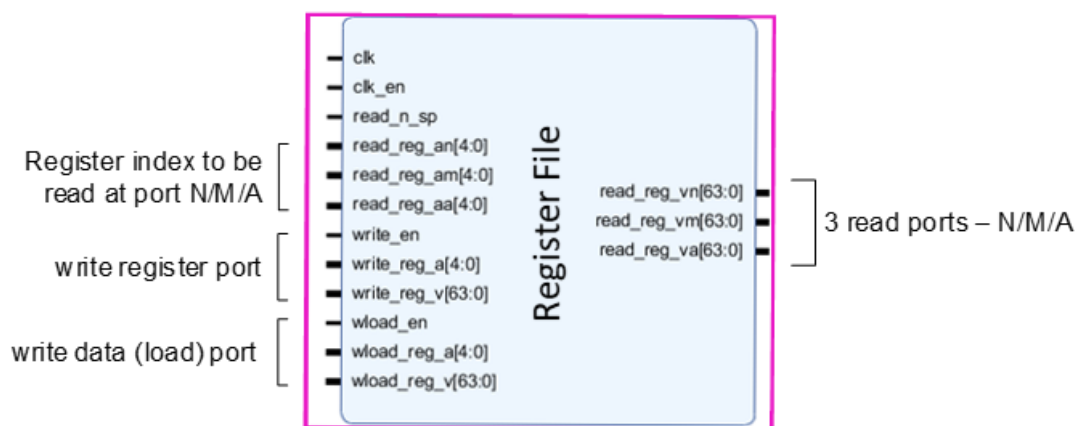 clk
clk_en
read_n_sp
Register index to be
read at port N/M/A
read_reg_an[4:0]
read_reg_am[4:0]
read_reg_aa[4:0]
write register port
write_en
write_reg_a[4:0]
write_reg_v[63:0]
write data (load) port
wload_en
wload_reg_a[4:0]
wload_reg_v[63:0]
Register File
read_reg_vn[63:0]
read_reg_vm[63:0]
read_reg_va[63:0]
3 read ports – N/M/A